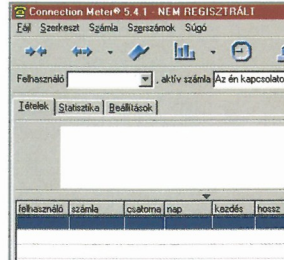 Connection Meter® 5.4.1 - NEM REGISZTRÁLT
Fájl Szerkeszt Számla Szerszámok Súgó
Felhasználó , aktív számla Az én kapcsolato
Tételek Statisztika Beállítások
felhasználó számla csatorna nap kezdés hossz